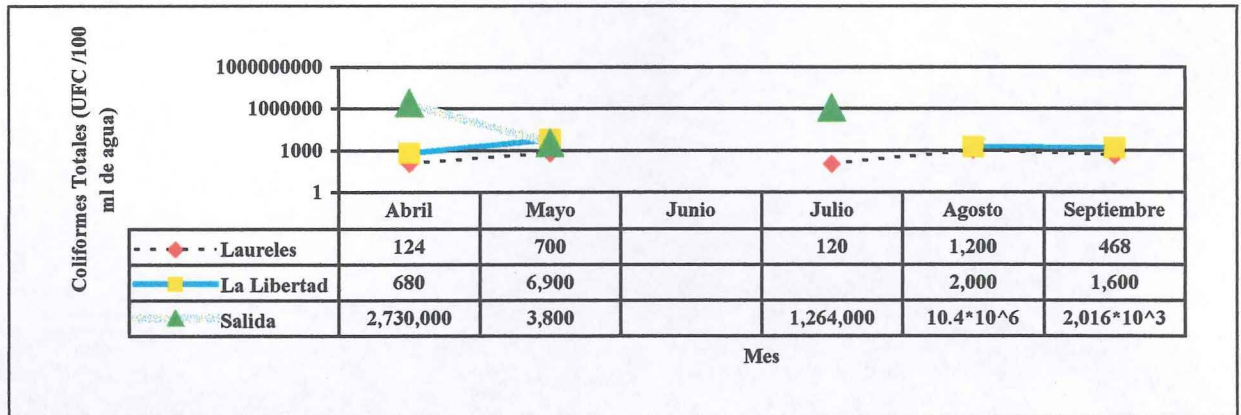 Coliformes Totales (UFC /100
ml de agua)
1000000000
1000000
1000
1
Abril Mayo Junio Julio Agosto Septiembre
Laureles 124 700 120 1,200 468
La Libertad 680 6,900 2,000 1,600
Salida 2,730,000 3,800 1,264,000 10.4*10^6 2,016*10^3
Mes